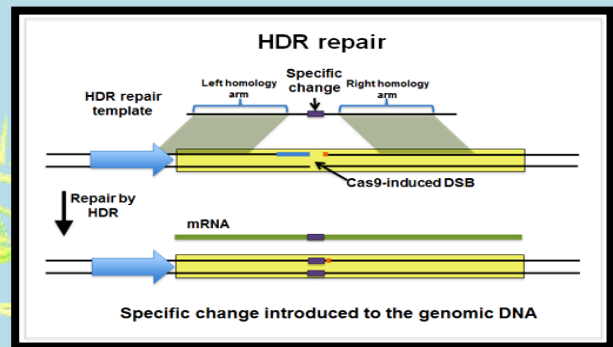 HDR repair
Left homology
arm
Specific
change
Right homology
arm
HDR repair
template
Cas9-induced DSB
Repair by
HDR
mRNA
Specific change introduced to the genomic DNA